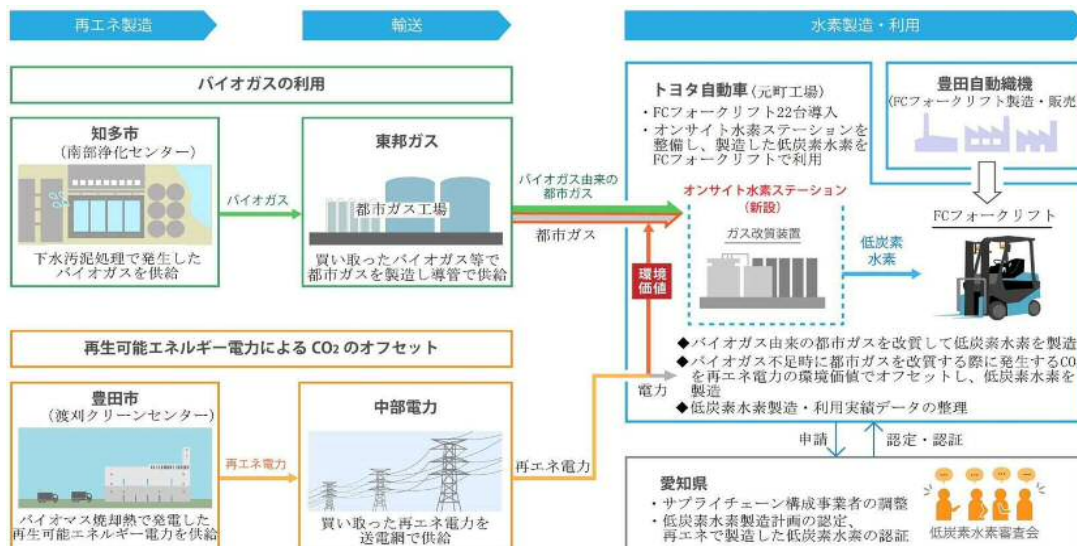 再エネ製造
輸送
水素製造・利用
バイオガスの利用
知多市
(南部浄化センター)
下水汚泥処理で発生した
バイオガスを供給
バイオガス
東邦ガス
都市ガス工場
買い取ったバイオガス等で
都市ガスを製造し導管で供給
バイオガス由来の
都市ガス
都市ガス
環境
価値
トヨタ自動車(元町工場)
・FCフォークリフト22台導入
・オンサイト水素ステーションを
整備し、製造した低炭素水素を
FCフォークリフトで利用
豊田自動織機
(FCフォークリフト製造・販売)
オンサイト水素ステーション
(新設)
ガス改質装置
低炭素
水素
FCフォークリフト
◆バイオガス由来の都市ガスを改質して低炭素水素を製造
◆バイオガス不足時に都市ガスを改質する際に発生するCO
を再エネ電力の環境価値でオフセットし、低炭素水素を
製造
◆低炭素水素製造・利用実績データの整理
再生可能エネルギー電力によるCO₂のオフセット
豊田市
(渡刈クリーンセンター)
バイオマス焼却熱で発電した
再生可能エネルギー電力を供給
再エネ電力
中部電力
買い取った再エネ電力を
送電網で供給
再エネ電力
電力
申請
認定・認証
愛知県
・サプライチェーン構成事業者の調整
・低炭素水素製造計画の認定、
再エネで製造した低炭素水素の認証
低炭素水素審査会